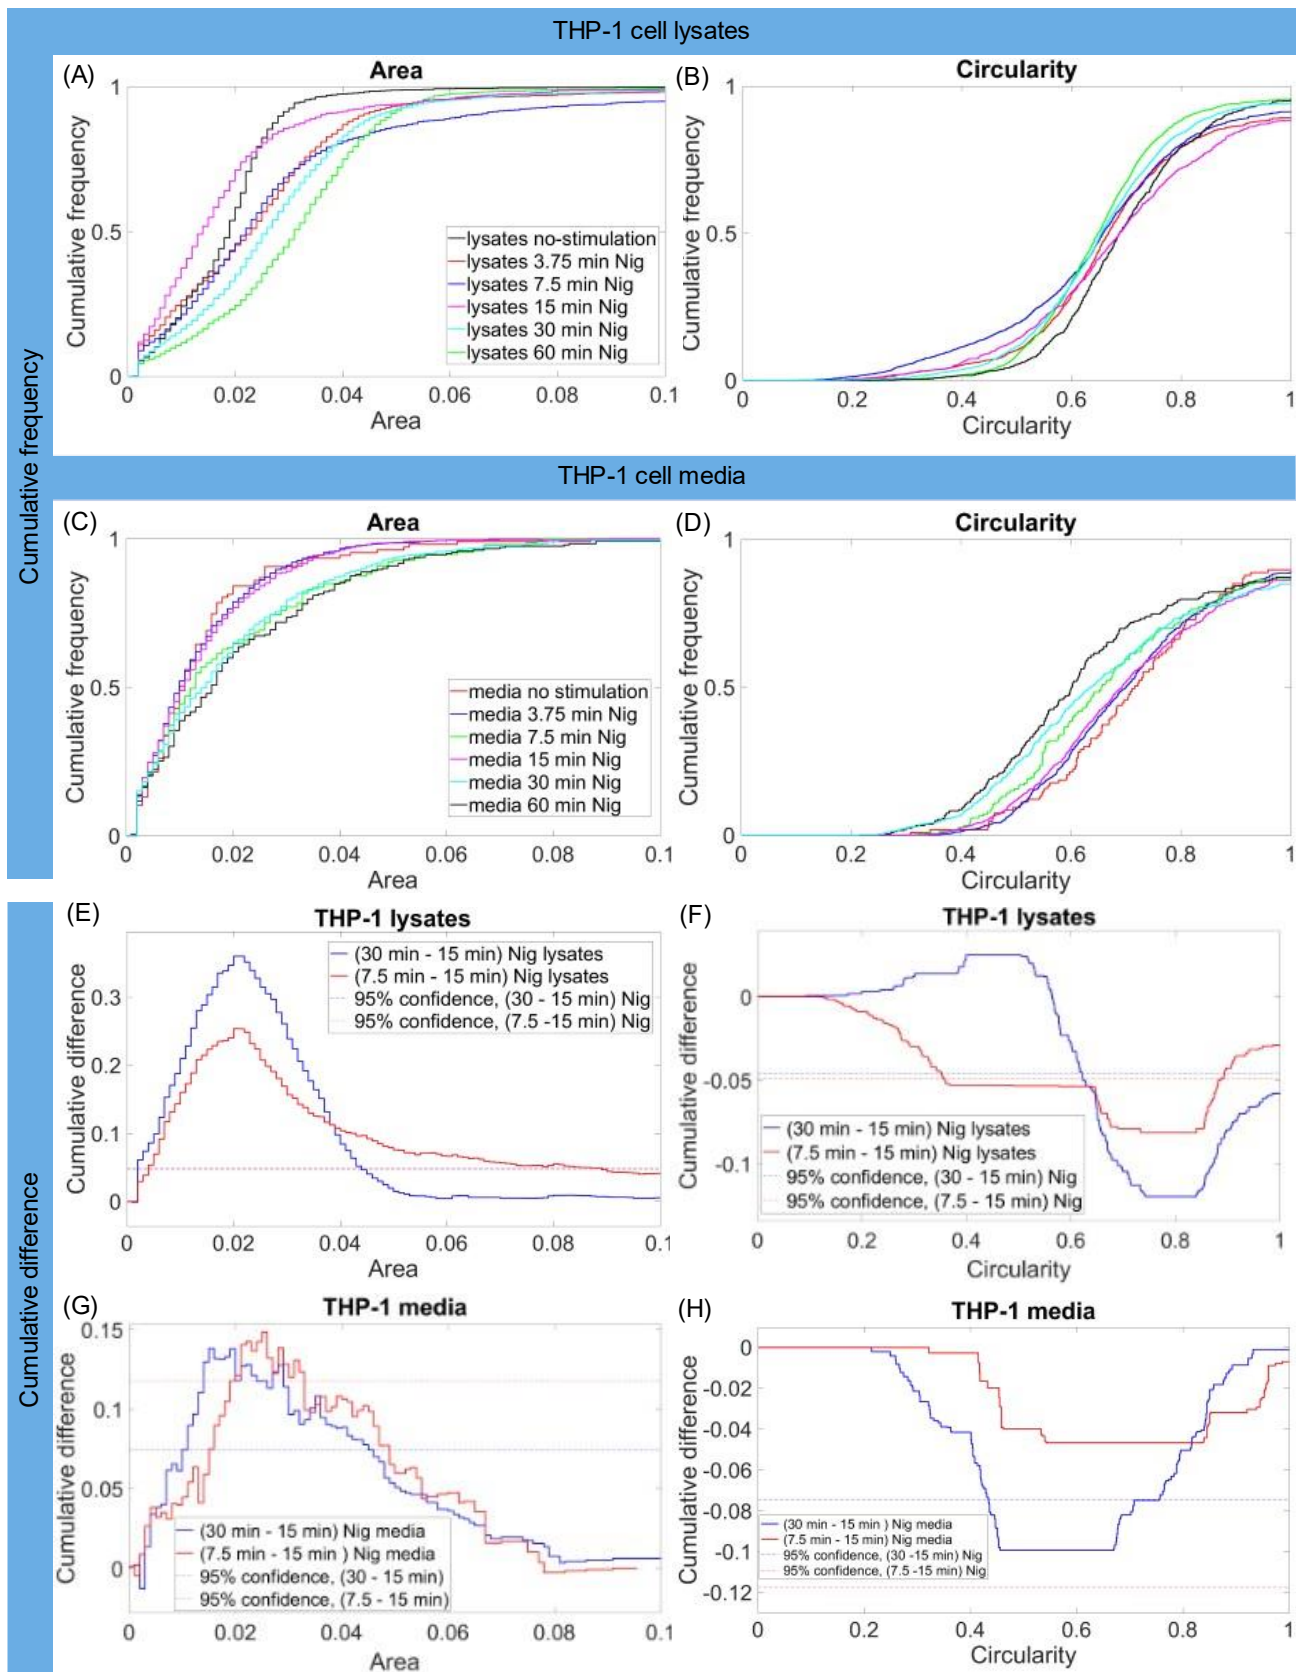 THP-1 cell lysates
Cumulative frequency
(A)
Area
Cumulative frequency
1
0.5
0
0
0.02
0.04
0.06
0.08
0.1
Area
lysates no-stimulation
lysates 3.75 min Nig
lysates 7.5 min Nig
lysates 15 min Nig
lysates 30 min Nig
lysates 60 min Nig
(B)
Circularity
Cumulative frequency
1
0.5
0
0
0.2
0.4
0.6
0.8
1
Circularity
THP-1 cell media
(C)
Area
Cumulative frequency
1
0.5
0
0
0.02
0.04
0.06
0.08
0.1
Area
media no stimulation
media 3.75 min Nig
media 7.5 min Nig
media 15 min Nig
media 30 min Nig
media 60 min Nig
(D)
Circularity
Cumulative frequency
1
0.5
0
0
0.2
0.4
0.6
0.8
1
Circularity
Cumulative difference
(E)
THP-1 lysates
Cumulative difference
0.3
0.2
0.1
0
0
0.02
0.04
0.06
0.08
0.1
Area
(30 min - 15 min) Nig lysates
(7.5 min - 15 min) Nig lysates
95% confidence, (30 - 15 min) Nig
95% confidence, (7.5 -15 min) Nig
(F)
THP-1 lysates
Cumulative difference
0
-0.05
-0.1
0
0.2
0.4
0.6
0.8
1
Circularity
(30 min - 15 min) Nig lysates
(7.5 min - 15 min) Nig lysates
95% confidence, (30 - 15 min) Nig
95% confidence, (7.5 - 15 min) Nig
(G)
THP-1 media
Cumulative difference
0.15
0.1
0.05
0
0
0.02
0.04
0.06
0.08
0.1
Area
(30 min - 15 min) Nig media
(7.5 min - 15 min ) Nig media
95% confidence, (30 - 15 min)
95% confidence, (7.5 - 15 min)
(H)
THP-1 media
Cumulative difference
0
-0.02
-0.04
-0.06
-0.08
-0.1
-0.12
0
0.2
0.4
0.6
0.8
1
Circularity
(30 min - 15 min ) Nig media
(7.5 min - 15 min) Nig media
95% confidence, (30 -15 min) Nig
95% confidence, (7.5 - 15 min) Nig